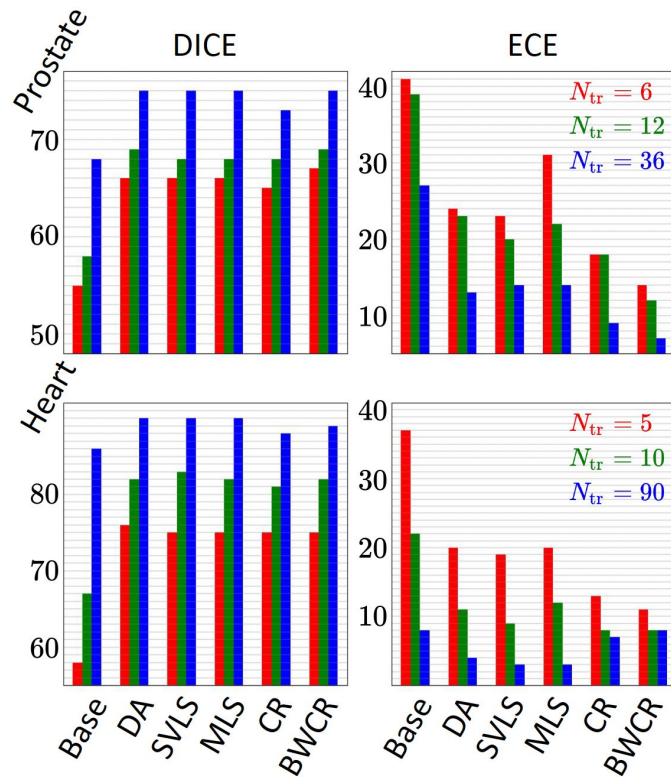 DICE
ECE
Prostate
70
60
50
40
30
20
10
N_tr = 6
N_tr = 12
N_tr = 36
Heart
80
70
60
40
30
20
10
N_tr = 5
N_tr = 10
N_tr = 90
Base
DA
SVLS
MLS
CR
BWCR
Base
DA
SVLS
MLS
CR
BWCR